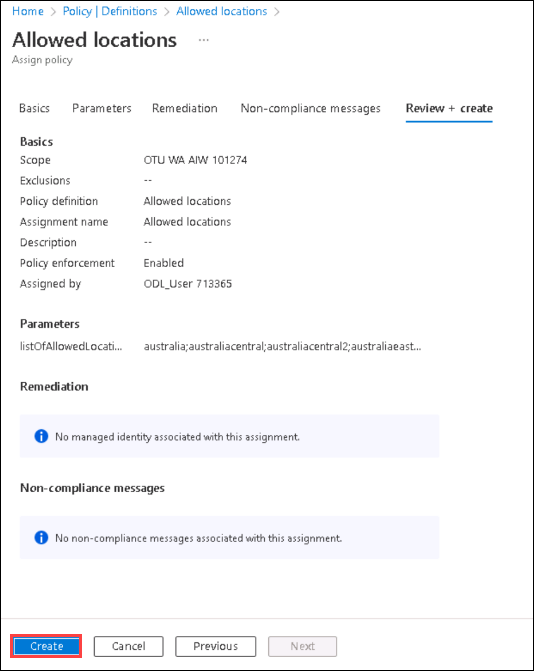 Home > Policy | Definitions > Allowed locations >
Allowed locations ...
Assign policy
Basics Parameters Remediation Non-compliance messages Review + create
Basics
Scope OTU WA AIW 101274
Exclusions --
Policy definition Allowed locations
Assignment name Allowed locations
Description --
Policy enforcement Enabled
Assigned by ODL_User 713365
Parameters
listOfAllowedLocati... australia;australiacentral;australiacentral2;australiaeast...
Remediation
No managed identity associated with this assignment.
Non-compliance messages
No non-compliance messages associated with this assignment.
Create Cancel Previous Next